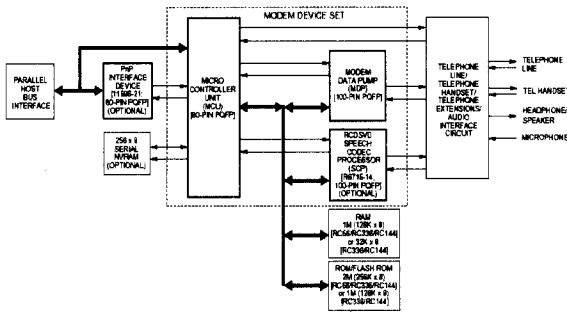 MODEM DEVICE SET
PARALLEL
HOST
BUS
INTERFACE
PnP
INTERFACE
DEVICE
[11596-21:
80-PIN PQFP]
(OPTIONAL)
256 x 8
SERIAL
NVRAM
(OPTIONAL)
MICRO
CONTROLLER
UNIT
(MCU)
[80-PIN PQFP]
MODEM
DATA PUMP
(MDP)
[100-PIN PQFP]
RCDSVD
SPEECH
CODEC
PROCESSOR
(SCP)
[R6715-14,
100-PIN PQFP]
(OPTIONAL)
RAM
1M (128K x 8)
[RC56/RC336/RC144]
or 32K x 8
[RC336/RC144]
ROM/FLASH ROM
2M (256K x 8)
[RC56/RC336/RC144]
or 1M (128K x 8)
[RC336/RC144]
TELEPHONE
LINE/
TELEPHONE
HANDSET/
TELEPHONE
EXTENSIONS/
AUDIO
INTERFACE
CIRCUIT
TELEPHONE
LINE
TEL HANDSET
HEADPHONE/
SPEAKER
MICROPHONE